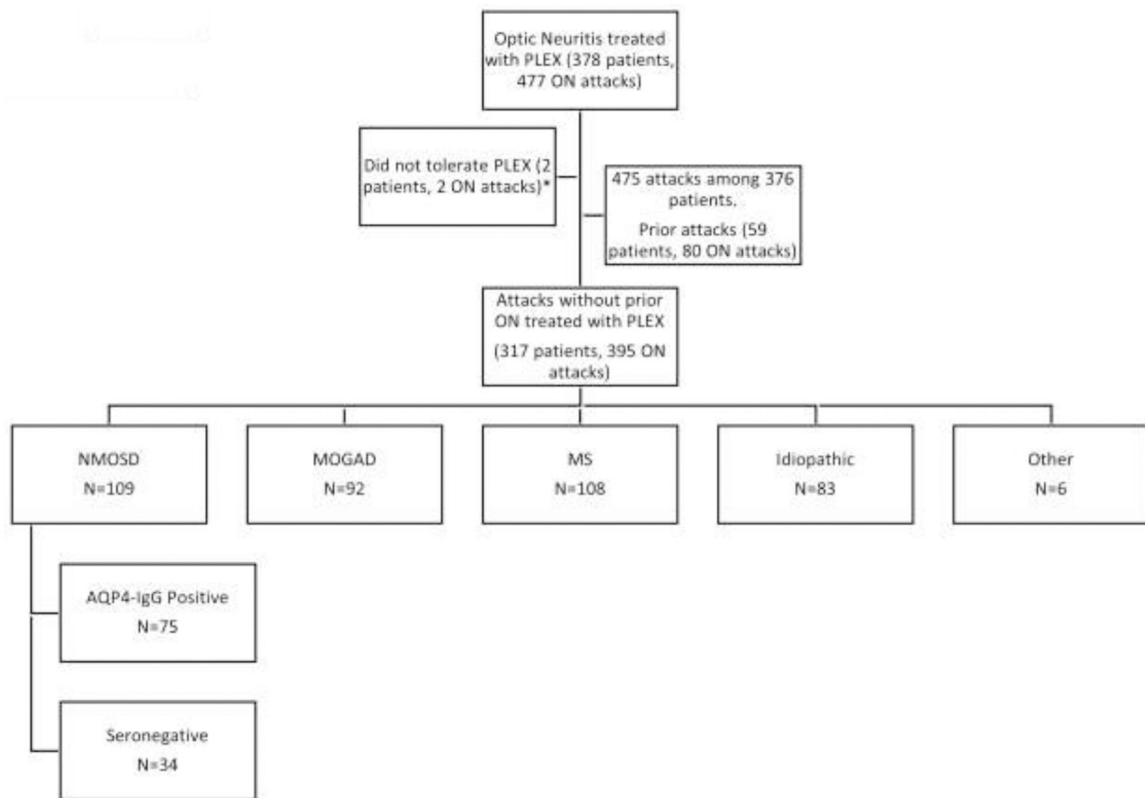 Optic Neuritis treated
with PLEX (378 patients,
477 ON attacks)
Did not tolerate PLEX (2
patients, 2 ON attacks)*
475 attacks among 376
patients.
Prior attacks (59
patients, 80 ON attacks)
Attacks without prior
ON treated with PLEX
(317 patients, 395 ON
attacks)
NMOSD
N=109
MOGAD
N=92
MS
N=108
Idiopathic
N=83
Other
N=6
AQP4-IgG Positive
N=75
Seronegative
N=34